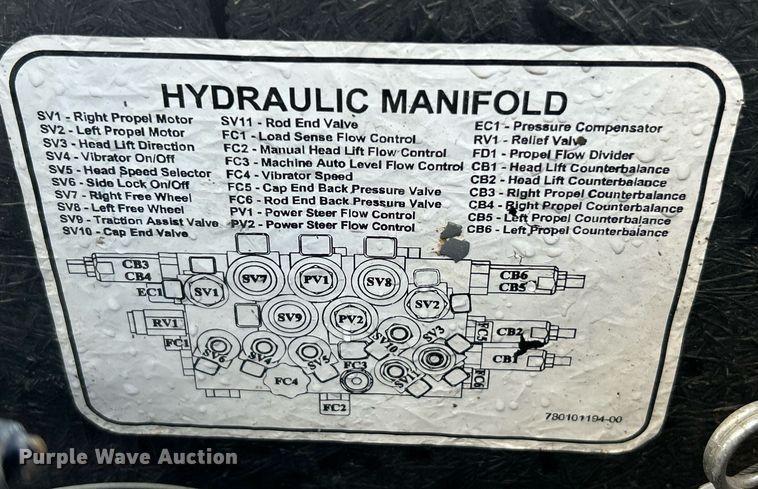 HYDRAULIC MANIFOLD
SV1 - Right Propel Motor
SV2 - Left Propel Motor
SV3 - Head Lift Direction
SV4 - Vibrator On/Off
SV5 - Head Speed Selector
SV6 - Side Lock On/Off
SV7 - Right Free Wheel
SV8 - Left Free Wheel
SV9 - Traction Assist Valve
SV10 - Cap End Valve
SV11 - Rod End Valve
FC1 - Load Sense Flow Control
FC2 - Manual Head Lift Flow Control
FC3 - Machine Auto Level Flow Control
FC4 - Vibrator Speed
FC5 - Cap End Back Pressure Valve
FC6 - Rod End Back Pressure Valve
PV1 - Power Steer Flow Control
PV2 - Power Steer Flow Control
EC1 - Pressure Compensator
RV1 - Relief Valve
FD1 - Propel Flow Divider
CB1 - Head Lift Counterbalance
CB2 - Head Lift Counterbalance
CB3 - Right Propel Counterbalance
CB4 - Right Propel Counterbalance
CB5 - Left Propel Counterbalance
CB6 - Left Propel Counterbalance
CB3
CB4
EC1
SV1
SV7
PV1
SV8
SV2
CB6
CB5
RV1
SV9
PV2
SV10
SV3
FC5
CB2
FC1
SV6
SV4
SV5
FC3
SV11
CB1
FC6
FC4
FC2
780101194-00
Purple Wave Auction